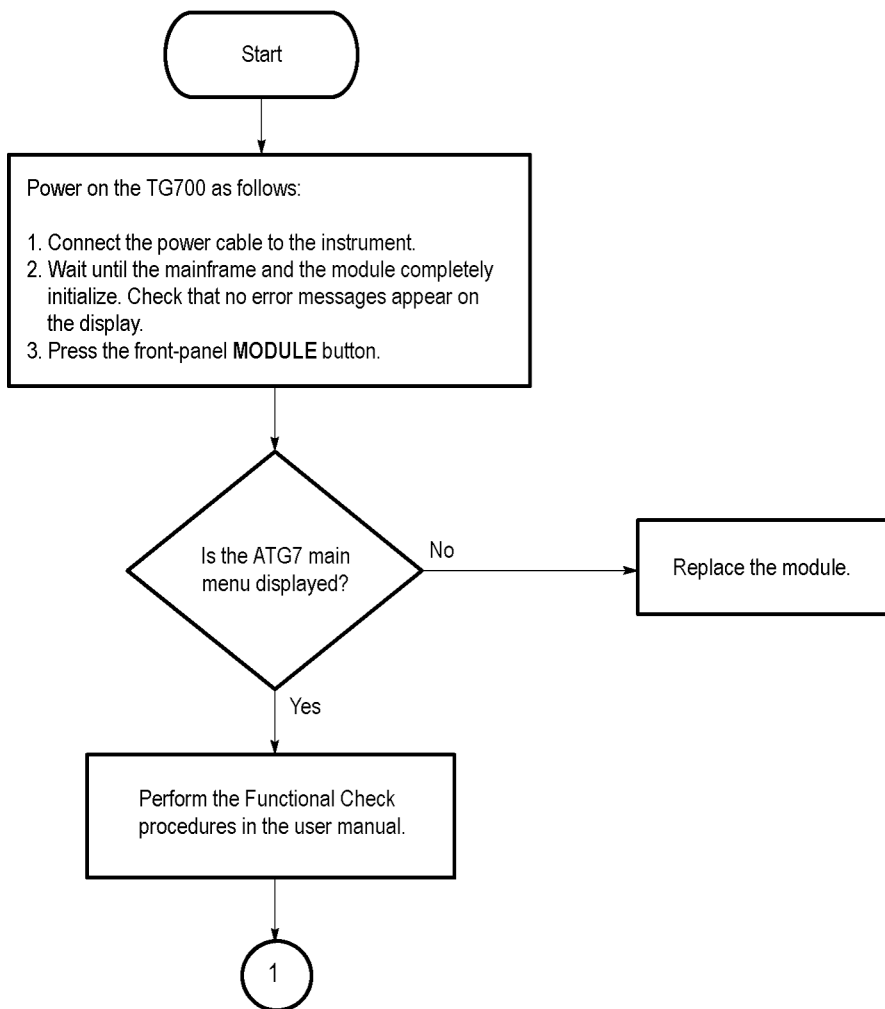 Start
Power on the TG700 as follows:
1. Connect the power cable to the instrument.
2. Wait until the mainframe and the module completely
initialize. Check that no error messages appear on
the display.
3. Press the front-panel MODULE button.
Is the ATG7 main
menu displayed?
No
Replace the module.
Yes
Perform the Functional Check
procedures in the user manual.
1